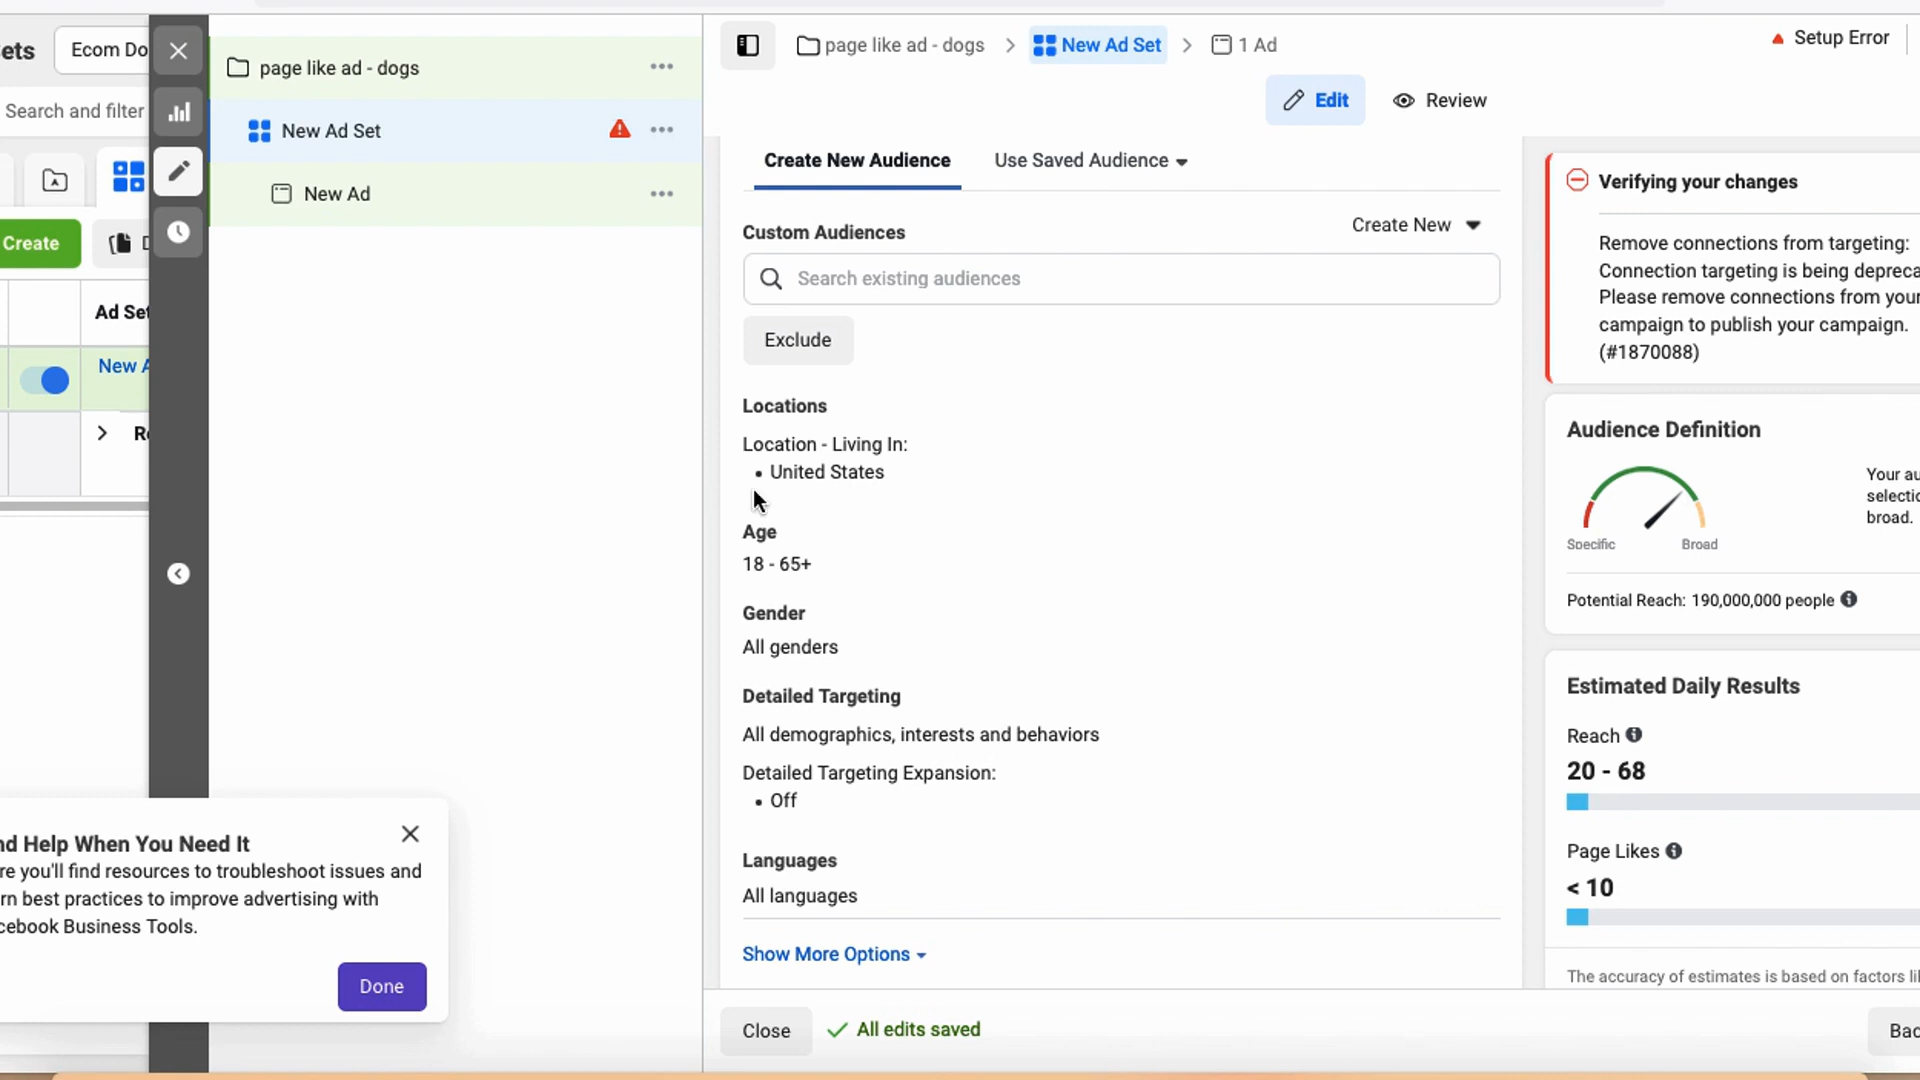 ets
Ecom Do
Search and filter
Create
D
Ad Set
New A
Re
page like ad - dogs
New Ad Set
New Ad
page like ad - dogs
New Ad Set
1 Ad
Setup Error
Edit
Review
Create New Audience
Use Saved Audience
Custom Audiences
Create New
Search existing audiences
Exclude
Locations
Location - Living In:
• United States
Age
18 - 65+
Gender
All genders
Detailed Targeting
All demographics, interests and behaviors
Detailed Targeting Expansion:
• Off
Languages
All languages
Show More Options
Close
All edits saved
Bac
Verifying your changes
Remove connections from targeting:
Connection targeting is being depreca
Please remove connections from your
campaign to publish your campaign.
(#1870088)
Audience Definition
Specific
Broad
Your au
selectio
broad.
Potential Reach: 190,000,000 people
Estimated Daily Results
Reach
20 - 68
Page Likes
< 10
The accuracy of estimates is based on factors li
nd Help When You Need It
re you'll find resources to troubleshoot issues and
rn best practices to improve advertising with
cebook Business Tools.
Done